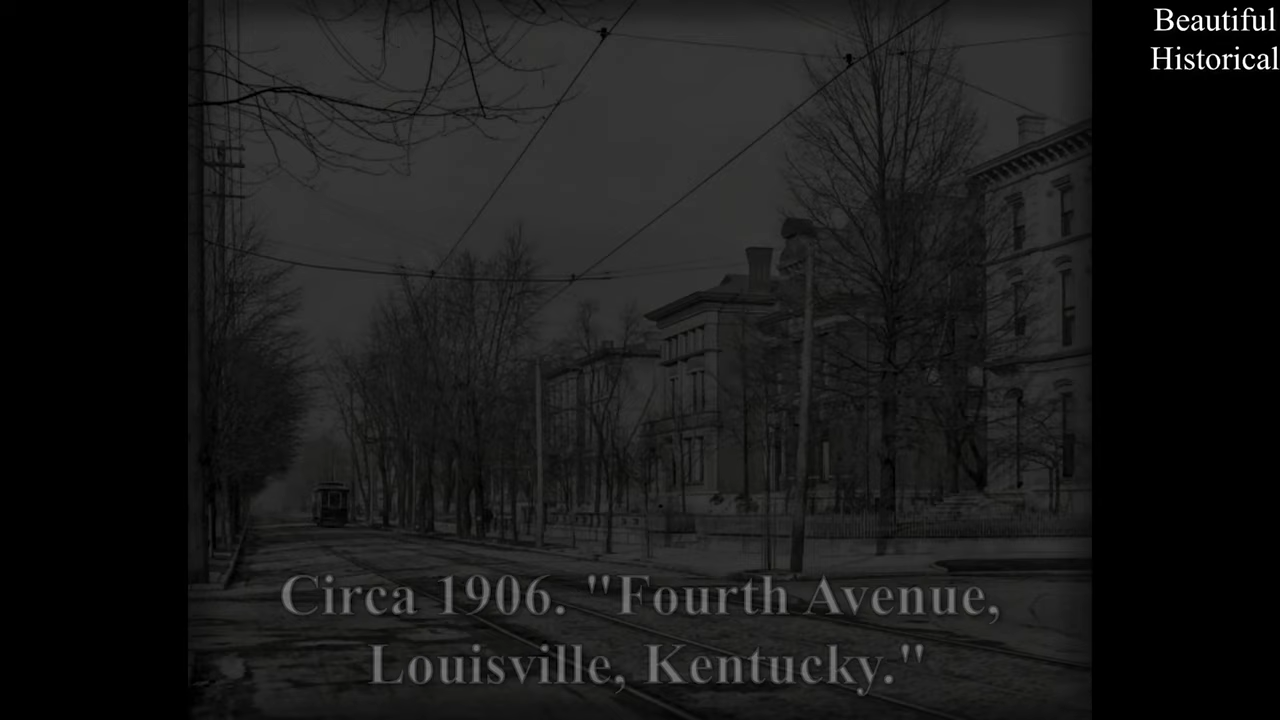 Beautiful
Historical
Circa 1906. "Fourth Avenue,
Louisville, Kentucky."